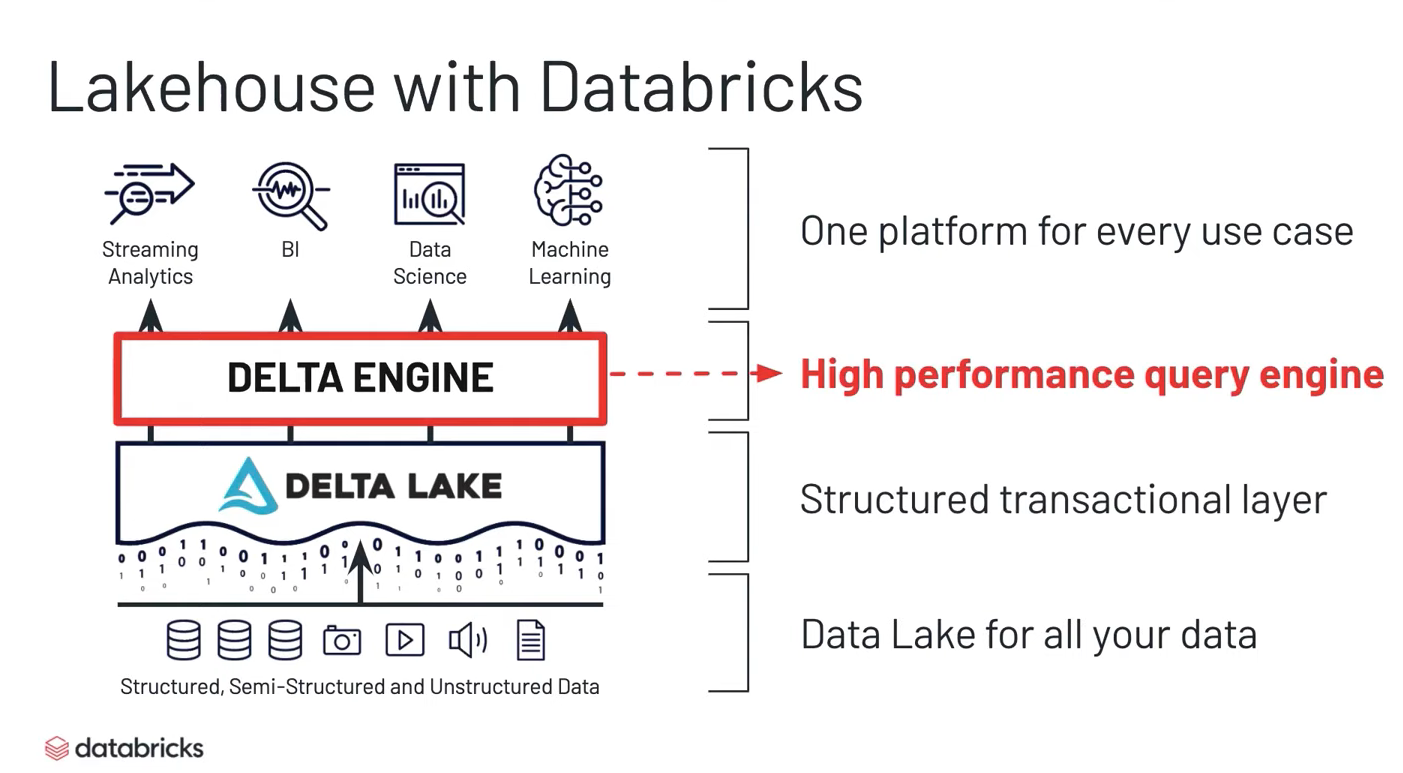 Lakehouse with Databricks
Streaming
Analytics
BI
Data
Science
Machine
Learning
One platform for every use case
DELTA ENGINE
High performance query engine
DELTA LAKE
Structured transactional layer
Structured, Semi-Structured and Unstructured Data
Data Lake for all your data
databricks